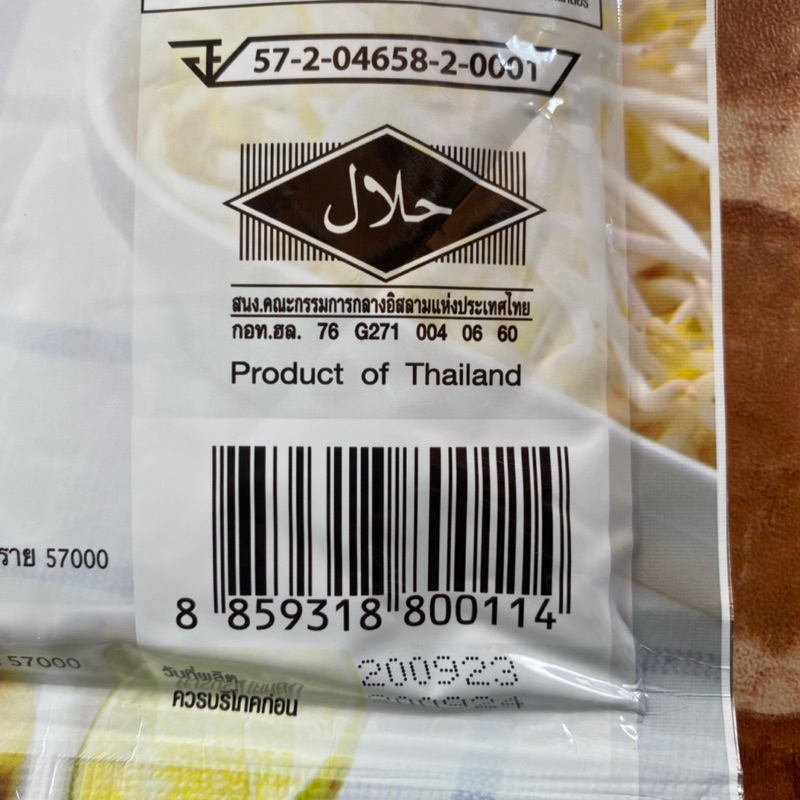 57-2-04658-2-0001
حلال
สนง.คณะกรรมการกลางอิสลามแห่งประเทศไทย
กอท.ฮล. 76 G271 004 06 60
Product of Thailand
ราย 57000
8 859318 800114
57000
วันที่ผลิต 200923
ควรบริโภคก่อน 200924